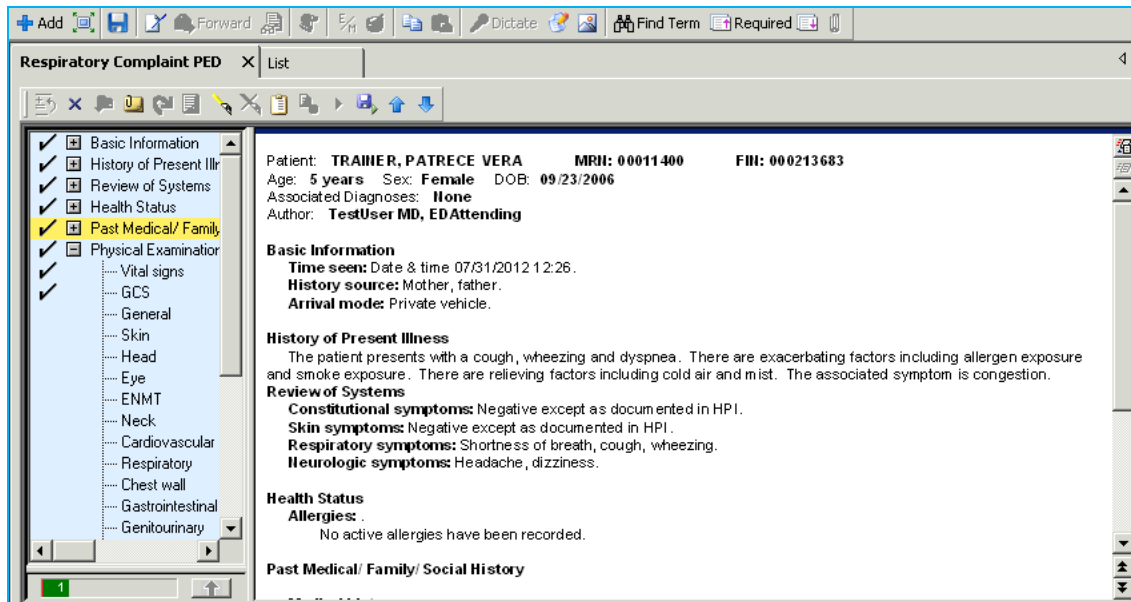 Add Forward E/M Dictate Find Term Required
Respiratory Complaint PED X List
Basic Information
History of Present Illr
Review of Systems
Health Status
Past Medical/ Family
Physical Examination
Vital signs
GCS
General
Skin
Head
Eye
ENMT
Neck
Cardiovascular
Respiratory
Chest wall
Gastrointestinal
Genitourinary
1
Patient: TRAINER, PATRECE VERA MRN: 00011400 FIN: 000213683
Age: 5 years Sex: Female DOB: 09/23/2006
Associated Diagnoses: None
Author: TestUser MD, ED Attending
Basic Information
Time seen: Date & time 07/31/2012 12:26.
History source: Mother, father.
Arrival mode: Private vehicle.
History of Present Illness
The patient presents with a cough, wheezing and dyspnea. There are exacerbating factors including allergen exposure
and smoke exposure. There are relieving factors including cold air and mist. The associated symptom is congestion.
Review of Systems
Constitutional symptoms: Negative except as documented in HPI.
Skin symptoms: Negative except as documented in HPI.
Respiratory symptoms: Shortness of breath, cough, wheezing.
Neurologic symptoms: Headache, dizziness.
Health Status
Allergies: .
No active allergies have been recorded.
Past Medical/ Family/ Social History